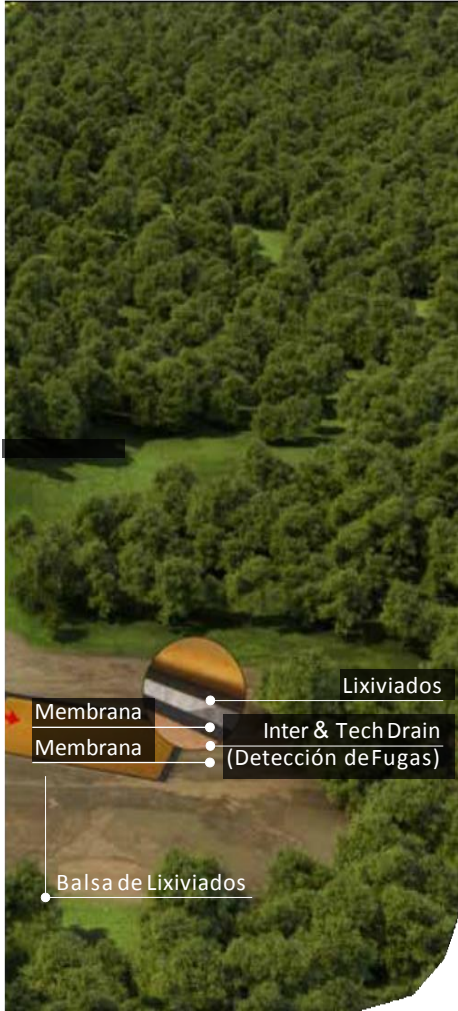 Lixiviados
Membrana
Inter & Tech Drain
Membrana
(Detección de Fugas)
Balsa de Lixiviados